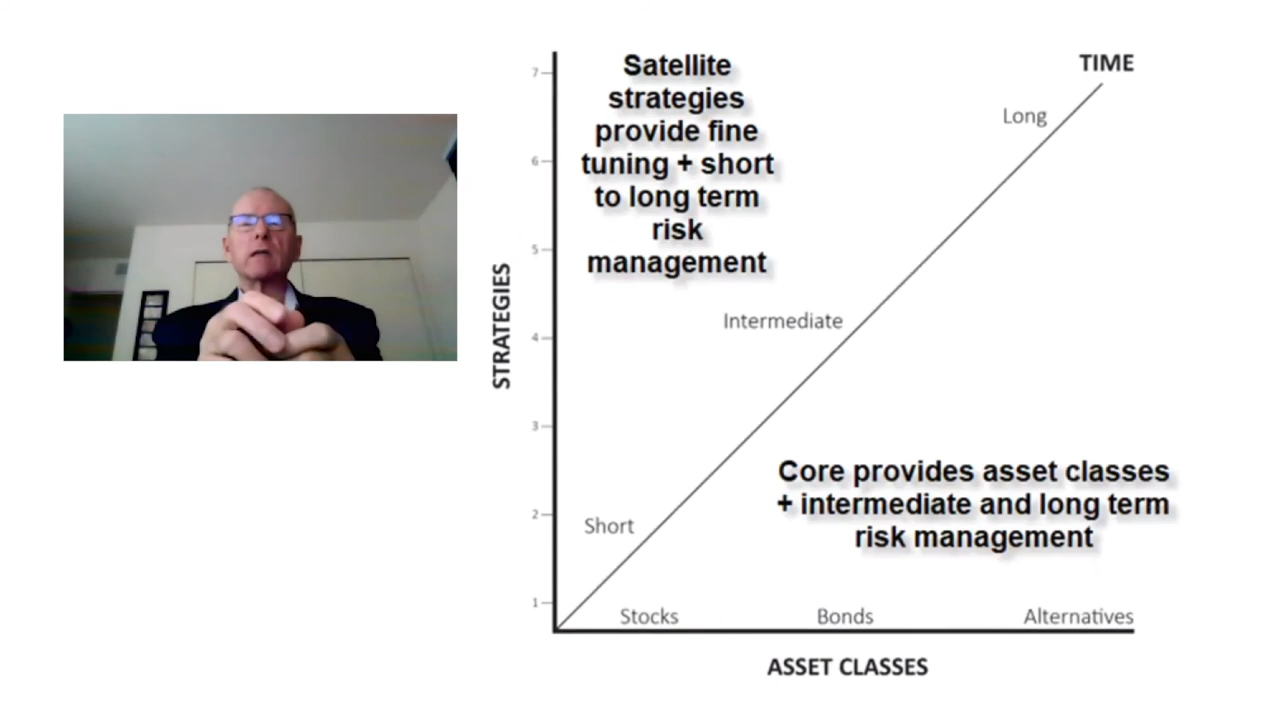 Satellite
strategies
provide fine
tuning + short
to long term
risk
management
TIME
Long
Intermediate
Short
7
6
5
4
3
2
1
STRATEGIES
Core provides asset classes
+ intermediate and long term
risk management
Stocks Bonds Alternatives
ASSET CLASSES